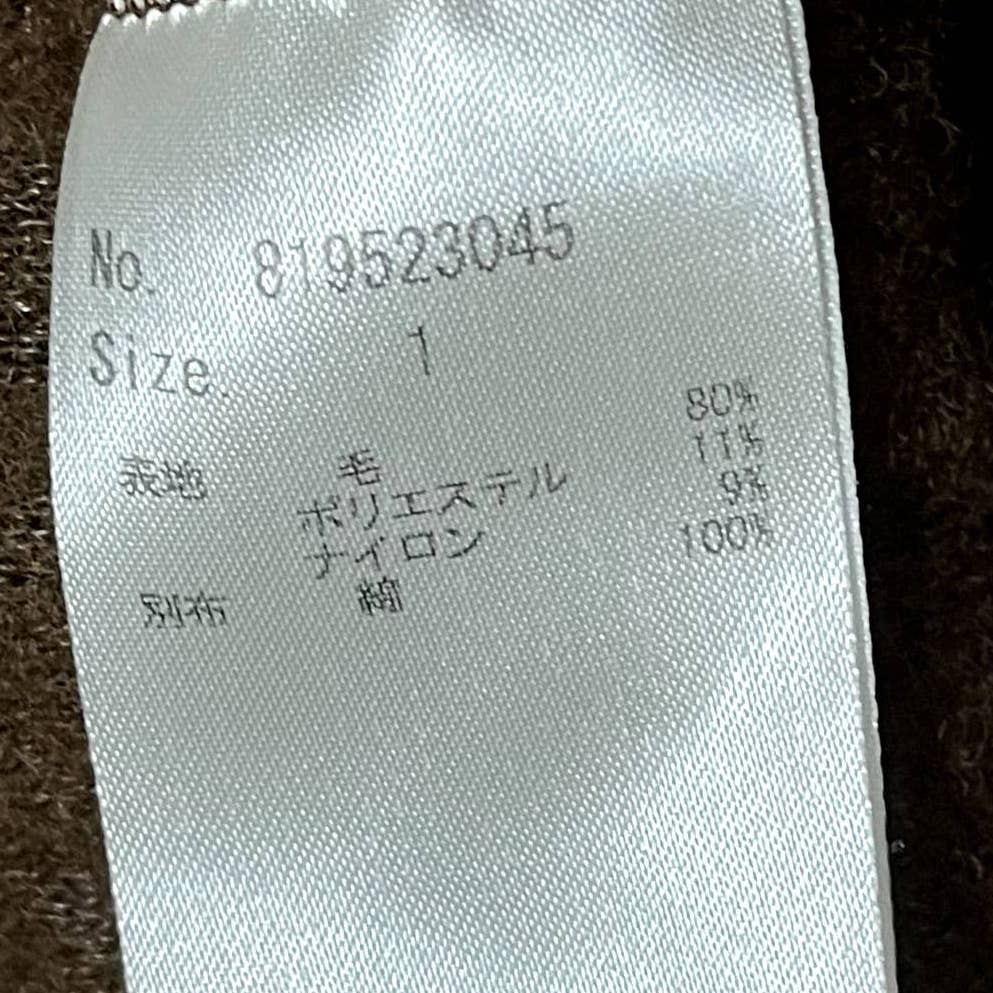 No. 819523045
Size. 1
表地 毛 80%
ポリエステル 11%
ナイロン 9%
別布 綿 100%